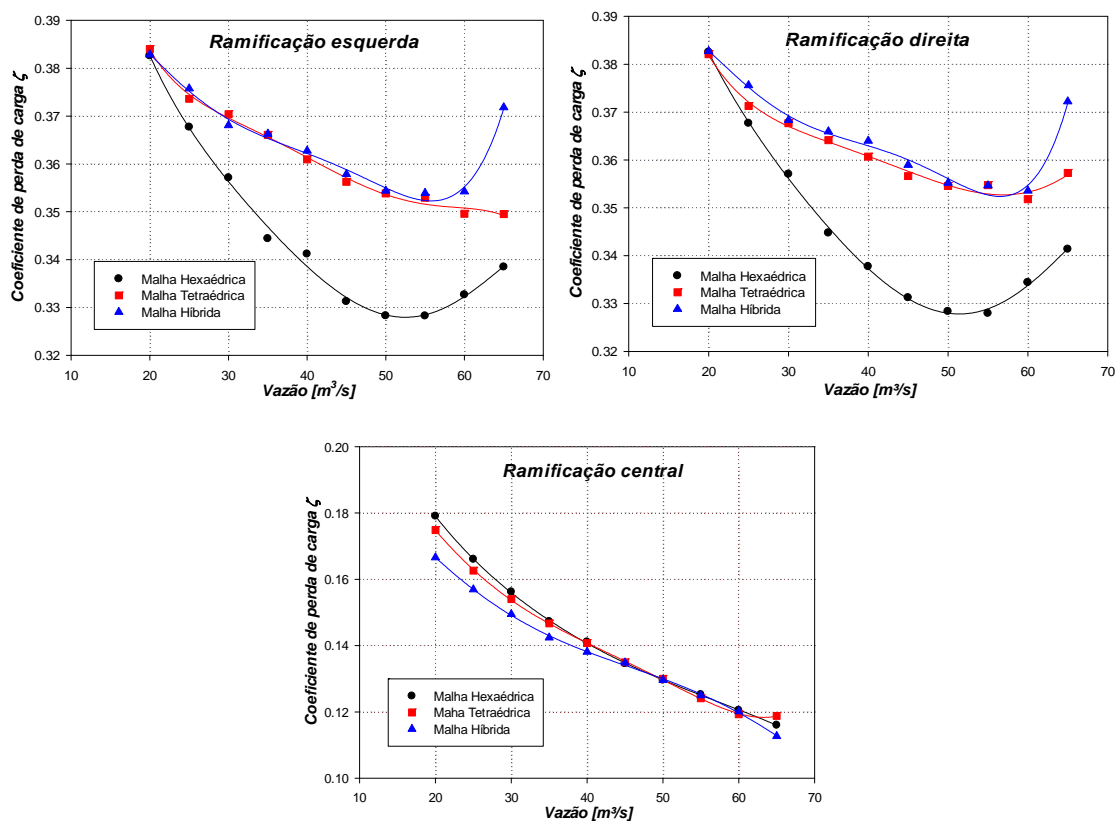 Ramificação esquerda
Coeficiente de perda de carga ζ
0.39
0.38
0.37
0.36
0.35
0.34
0.33
0.32
Malha Hexaédrica
Malha Tetraédrica
Malha Híbrida
10 20 30 40 50 60 70
Vazão [m³/s]
Ramificação direita
Coeficiente de perda de carga ζ
0.39
0.38
0.37
0.36
0.35
0.34
0.33
0.32
Malha Hexaédrica
Malha Tetraédrica
Malha Híbrida
10 20 30 40 50 60 70
Vazão [m³/s]
Ramificação central
Coeficiente de perda de carga ζ
0.20
0.18
0.16
0.14
0.12
0.10
Malha Hexaédrica
Maha Tetraédrica
Malha Híbrida
10 20 30 40 50 60 70
Vazão [m³/s]